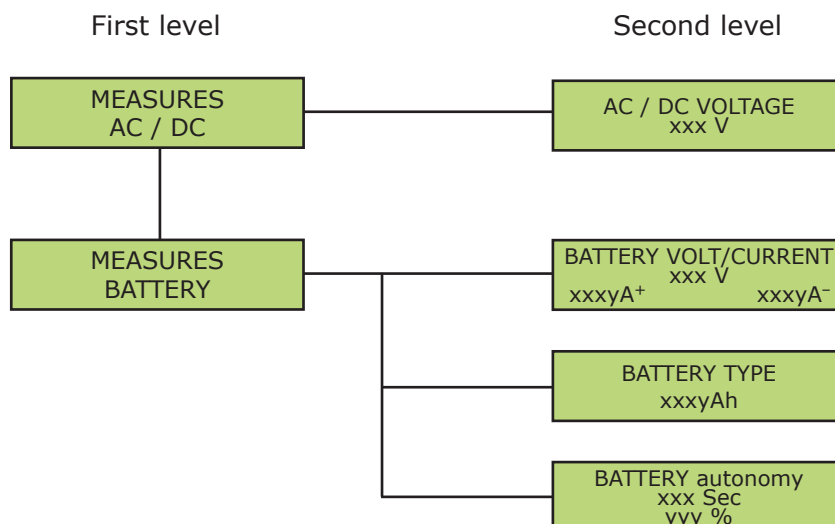 First level
Second level
MEASURES
AC / DC
AC / DC VOLTAGE
xxx V
MEASURES
BATTERY
BATTERY VOLT/CURRENT
xxx V
xxxyA⁺ xxxyA⁻
BATTERY TYPE
xxxyAh
BATTERY autonomy
xxx Sec
yyy %